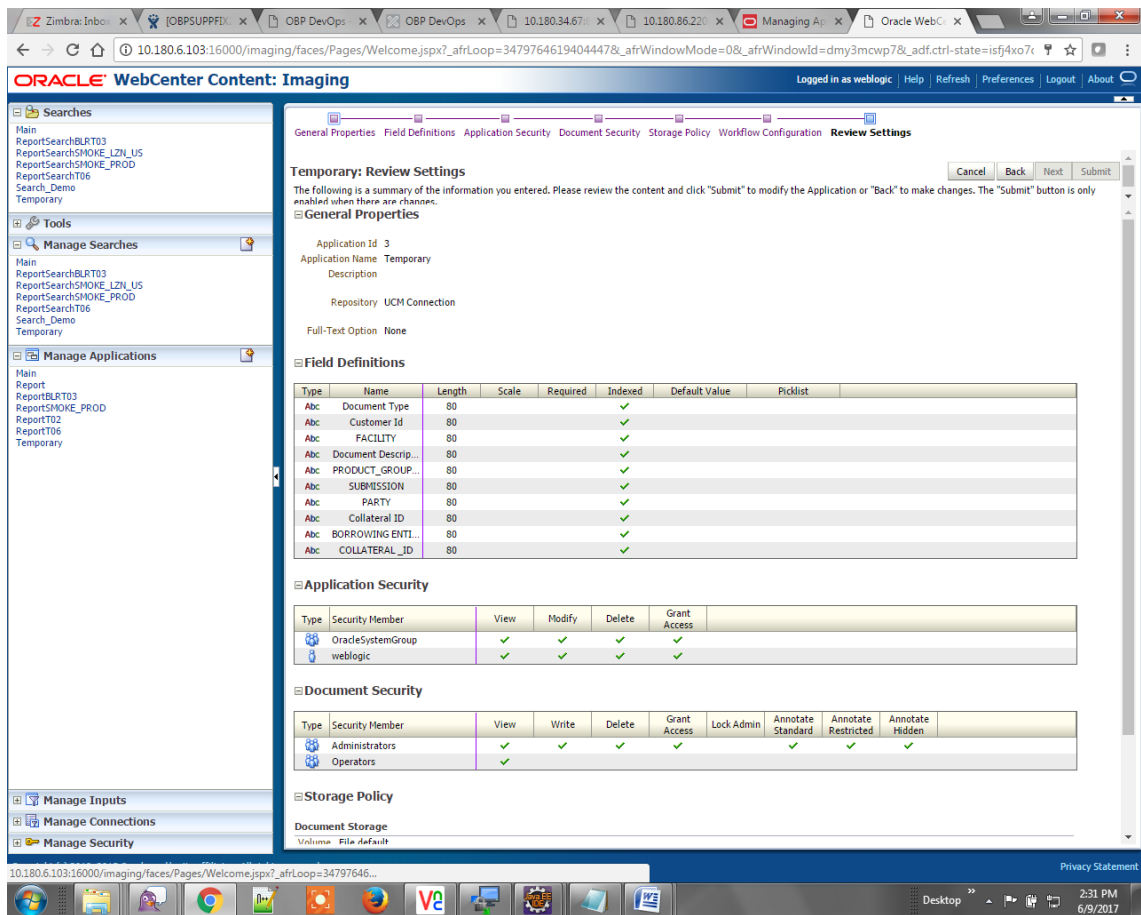 Zimbra: Inbox
[OBPSUPPFIX
OBP DevOps
OBP DevOps
10.180.34.67:8
10.180.86.220
Managing Ap
Oracle WebCe
10.180.6.103:16000/imaging/faces/Pages/Welcome.jspx?_afrLoop=347976461940444 7&_afrWindowMode=0&_afrWindowId=dmy3mcwp7&_adf.ctrl-state=isfj4xo7c
ORACLE WebCenter Content: Imaging
Logged in as weblogic | Help | Refresh | Preferences | Logout | About
Searches
Main
ReportSearchBLRT03
ReportSearchSMOKE_LZN_US
ReportSearchSMOKE_PROD
ReportSearchT06
Search_Demo
Temporary
Tools
Manage Searches
Main
ReportSearchBLRT03
ReportSearchSMOKE_LZN_US
ReportSearchSMOKE_PROD
ReportSearchT06
Search_Demo
Temporary
Manage Applications
Main
Report
ReportBLRT03
ReportSMOKE_PROD
ReportT02
ReportT06
Temporary
Manage Inputs
Manage Connections
Manage Security
General Properties Field Definitions Application Security Document Security Storage Policy Workflow Configuration Review Settings
Temporary: Review Settings
Cancel Back Next Submit
The following is a summary of the information you entered. Please review the content and click "Submit" to modify the Application or "Back" to make changes. The "Submit" button is only
enabled when there are changes.
General Properties
Application Id 3
Application Name Temporary
Description
Repository UCM Connection
Full-Text Option None
Field Definitions
Type Name Length Scale Required Indexed Default Value Picklist
Abc Document Type 80
Abc Customer Id 80
Abc FACILITY 80
Abc Document Descrip... 80
Abc PRODUCT_GROUP... 80
Abc SUBMISSION 80
Abc PARTY 80
Abc Collateral ID 80
Abc BORROWING ENTI... 80
Abc COLLATERAL _ID 80
Application Security
Type Security Member View Modify Delete Grant Access
OracleSystemGroup
weblogic
Document Security
Type Security Member View Write Delete Grant Access Lock Admin Annotate Standard Annotate Restricted Annotate Hidden
Administrators
Operators
Storage Policy
Document Storage
Volume File default
Privacy Statement
10.180.6.103:16000/imaging/faces/Pages/Welcome.jspx?_afrLoop=34797646...
Desktop
2:31 PM
6/9/2017